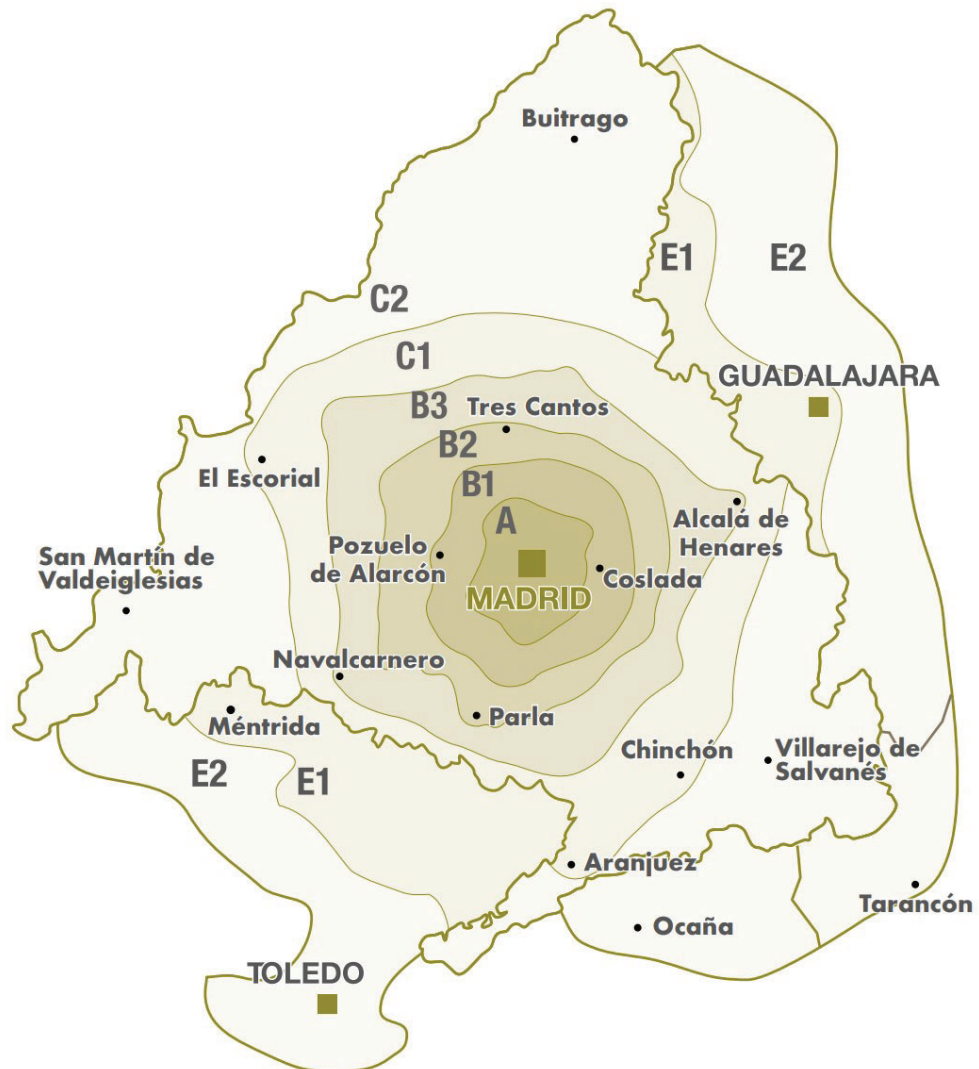 Buitrago
E1
E2
C2
C1
GUADALAJARA
B3
Tres Cantos
B2
El Escorial
B1
A
Alcalá de
Henares
Pozuelo
de Alarcón
San Martín de
Valdeiglesias
Coslada
MADRID
Navalcarnero
Méntrida
Parla
Chinchón
Villarejo de
Salvanés
E2
E1
Aranjuez
Tarancón
Ocaña
TOLEDO